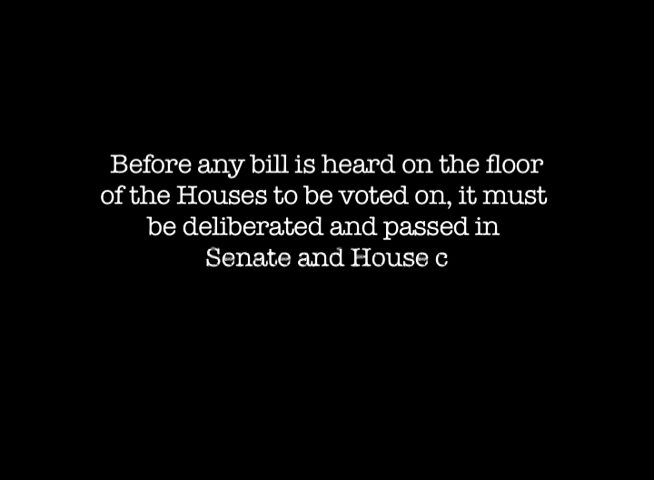 Before any bill is heard on the floor
of the Houses to be voted on, it must
be deliberated and passed in
Senate and House c